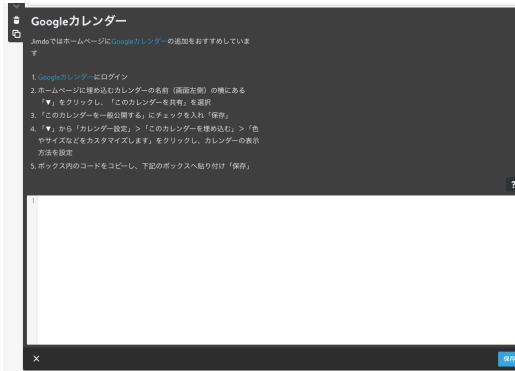 Googleカレンダー
JimdoではホームページにGoogleカレンダーの追加をおすすめしていま
す
1. Googleカレンダーにログイン
2. ホームページに埋め込むカレンダーの名前（画面左側）の横にある
「▼」をクリックし、「このカレンダーを共有」を選択
3. 「このカレンダーを一般公開する」にチェックを入れ「保存」
4. 「▼」から「カレンダー設定」＞「このカレンダーを埋め込む」＞「色
やサイズなどをカスタマイズします」をクリックし、カレンダーの表示
方法を設定
5. ボックス内のコードをコピーし、下記のボックスへ貼り付け「保存」
?
1
保存